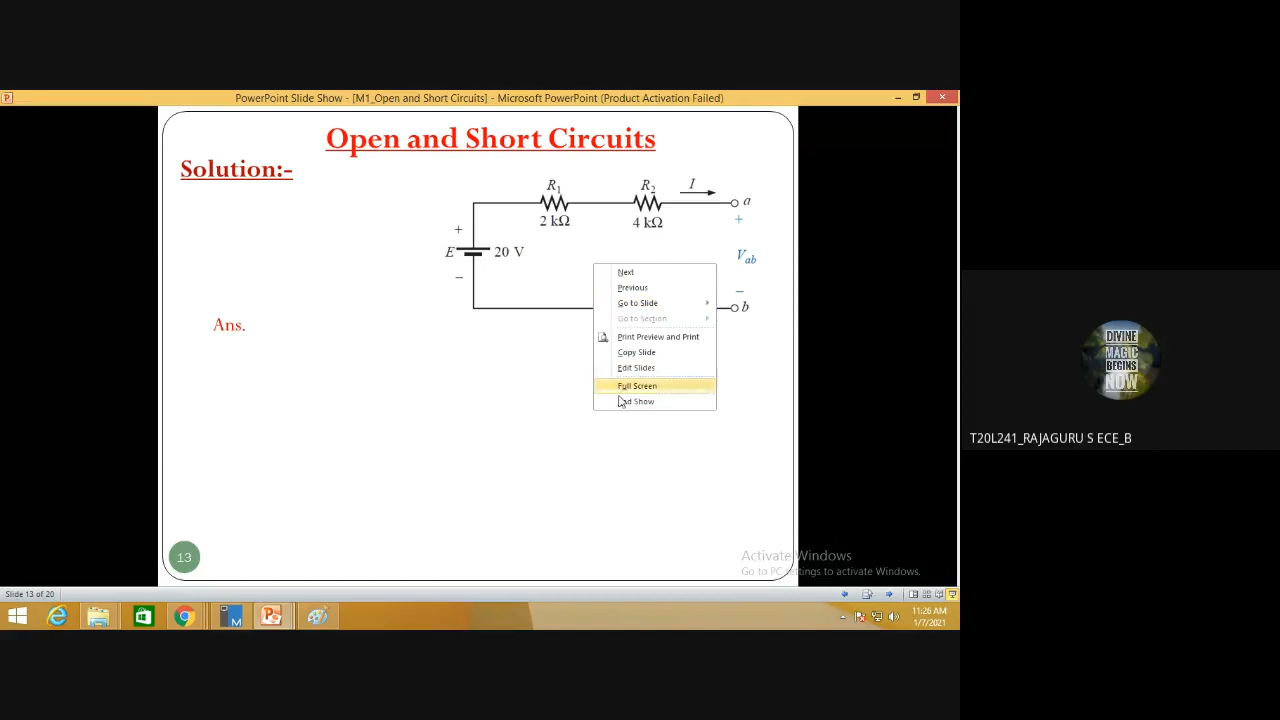 PowerPoint Slide Show - [M1_Open and Short Circuits] - Microsoft PowerPoint (Product Activation Failed)
Open and Short Circuits
Solution:-
R1
R2
I
a
2 kΩ
4 kΩ
+
+
E
20 V
Vab
−
−
b
Next
Previous
Go to Slide
Go to Section
Print Preview and Print
Copy Slide
Edit Slides
Full Screen
Show
Ans.
DIVINE
MAGIC
BEGINS
NOW
T20L241_RAJAGURU S ECE_B
13
Activate Windows
Go to PC settings to activate Windows.
Slide 13 of 20
M
11:26 AM
1/7/2021